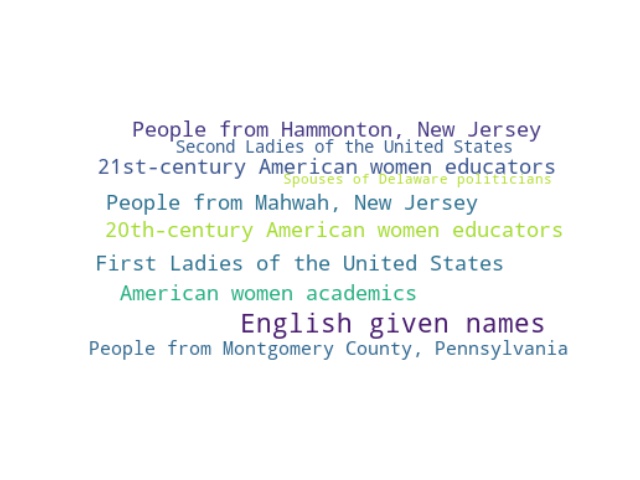 People from Hammonton, New Jersey
Second Ladies of the United States
21st-century American women educators
Spouses of Delaware politicians
People from Mahwah, New Jersey
20th-century American women educators
First Ladies of the United States
American women academics
English given names
People from Montgomery County, Pennsylvania